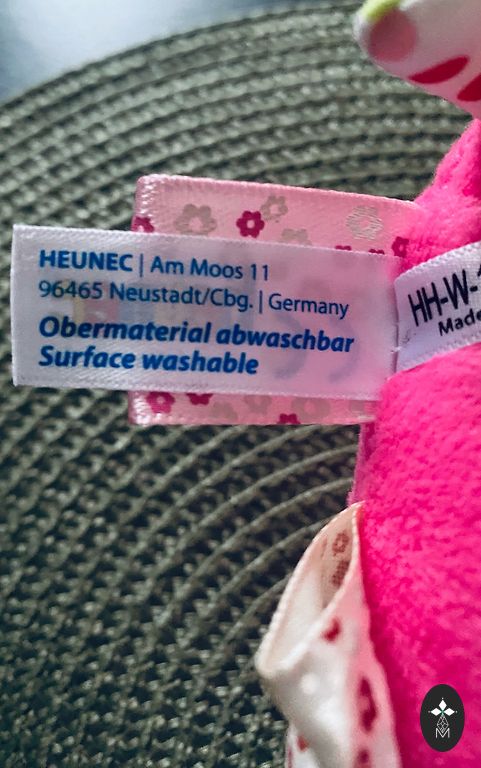 HEUNEC | Am Moos 11
96465 Neustadt/Cbg. | Germany
Obermaterial abwaschbar
Surface washable
HH-W-
Made